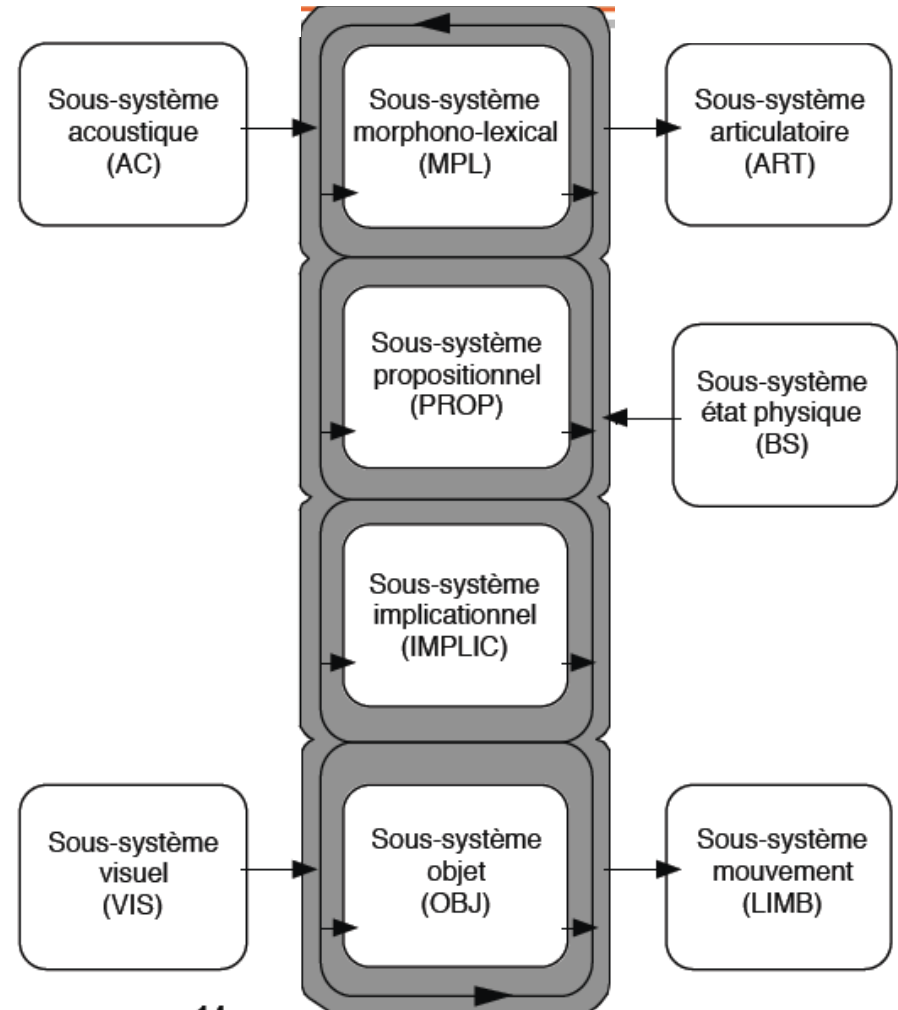 Sous-système
acoustique
(AC)
Sous-système
morphono-lexical
(MPL)
Sous-système
articulatoire
(ART)
Sous-système
propositionnel
(PROP)
Sous-système
état physique
(BS)
Sous-système
implicationnel
(IMPLIC)
Sous-système
visuel
(VIS)
Sous-système
objet
(OBJ)
Sous-système
mouvement
(LIMB)